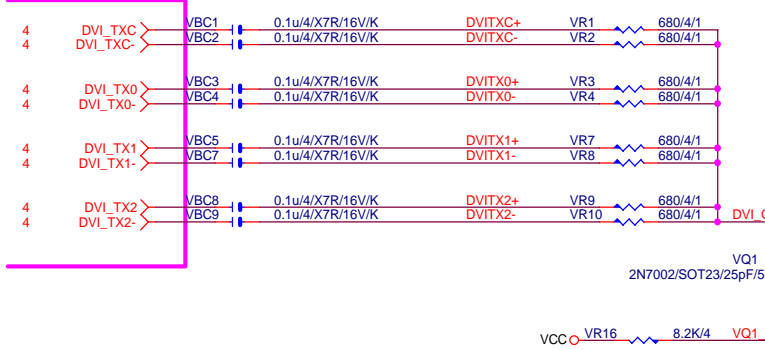 4 DVI_TXC VBC1 0.1u/4/X7R/16V/K DVITXC+ VR1 680/4/1
4 DVI_TXC- VBC2 0.1u/4/X7R/16V/K DVITXC- VR2 680/4/1
4 DVI_TX0 VBC3 0.1u/4/X7R/16V/K DVITX0+ VR3 680/4/1
4 DVI_TX0- VBC4 0.1u/4/X7R/16V/K DVITX0- VR4 680/4/1
4 DVI_TX1 VBC5 0.1u/4/X7R/16V/K DVITX1+ VR7 680/4/1
4 DVI_TX1- VBC7 0.1u/4/X7R/16V/K DVITX1- VR8 680/4/1
4 DVI_TX2 VBC8 0.1u/4/X7R/16V/K DVITX2+ VR9 680/4/1
4 DVI_TX2- VBC9 0.1u/4/X7R/16V/K DVITX2- VR10 680/4/1
VQ1
2N7002/SOT23/25pF/5
VCC VR16 8.2K/4 VQ1